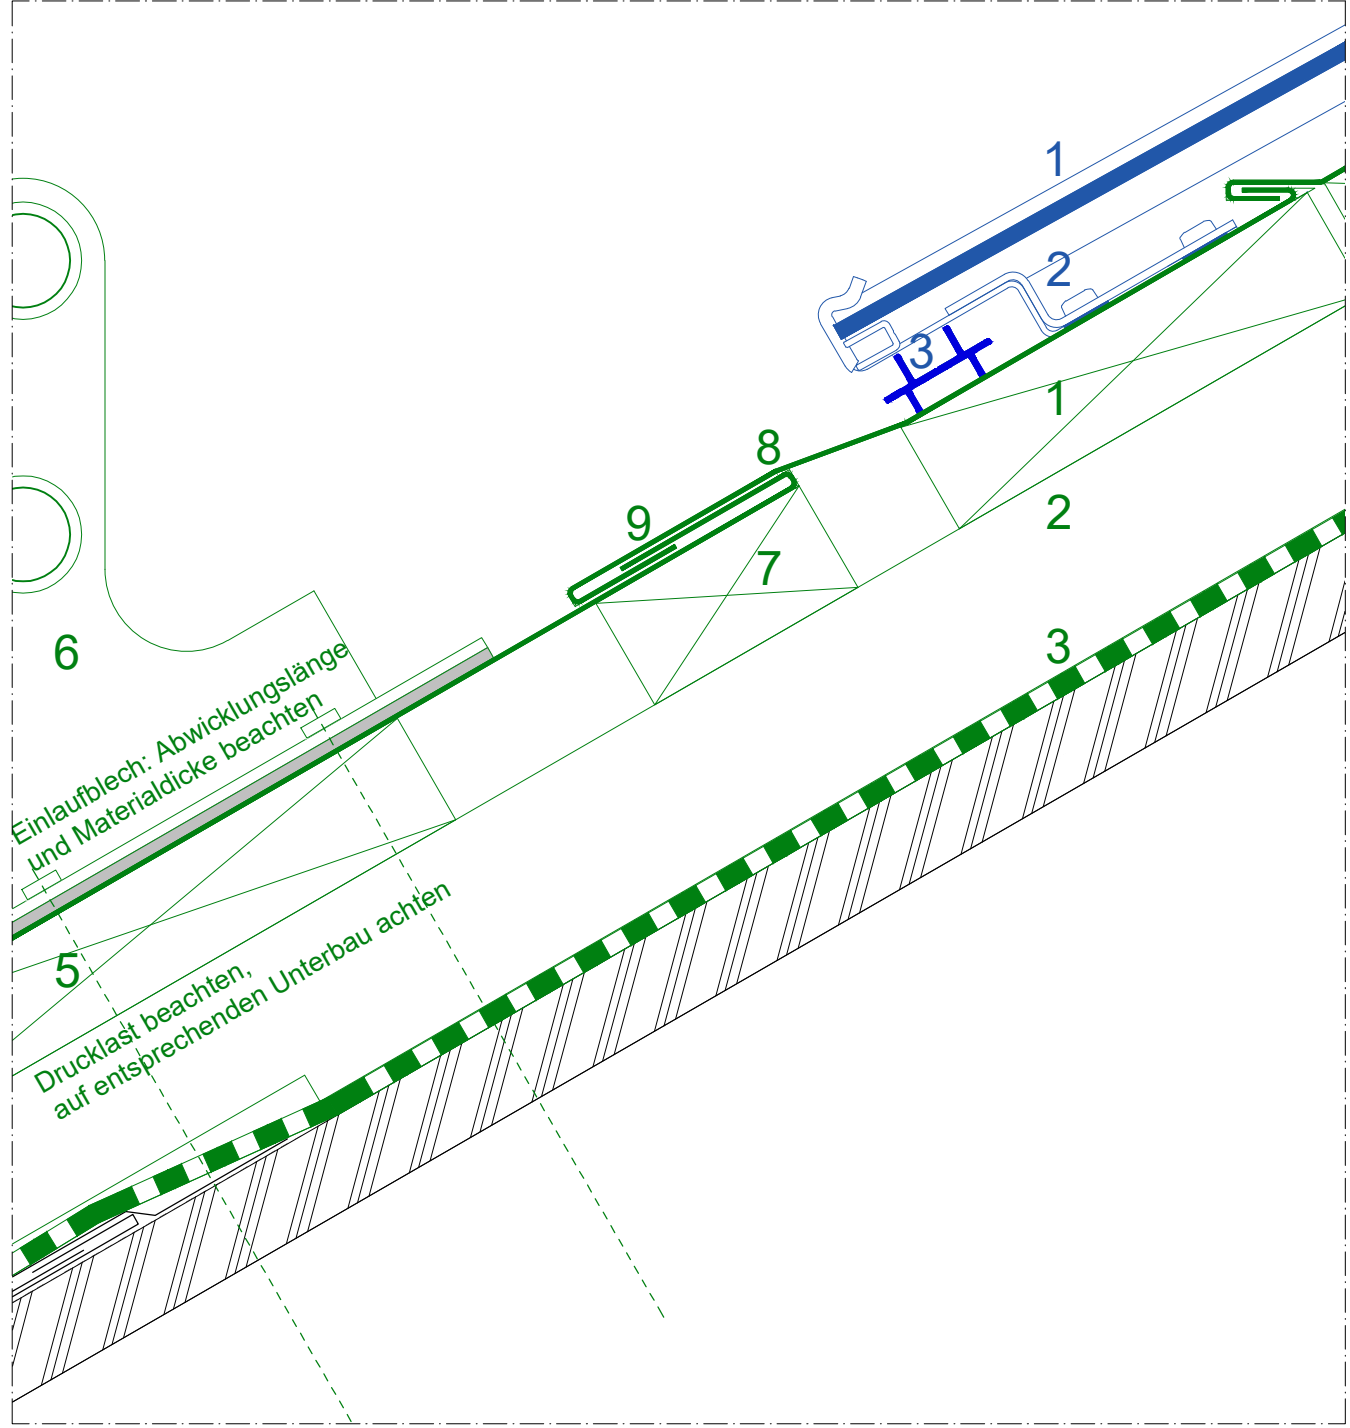 1
2
3
1
8
2
9
7
3
6
Einlaufblech: Abwicklungslänge
und Materialdicke beachten
5
Drucklast beachten,
auf entsprechenden Unterbau achten